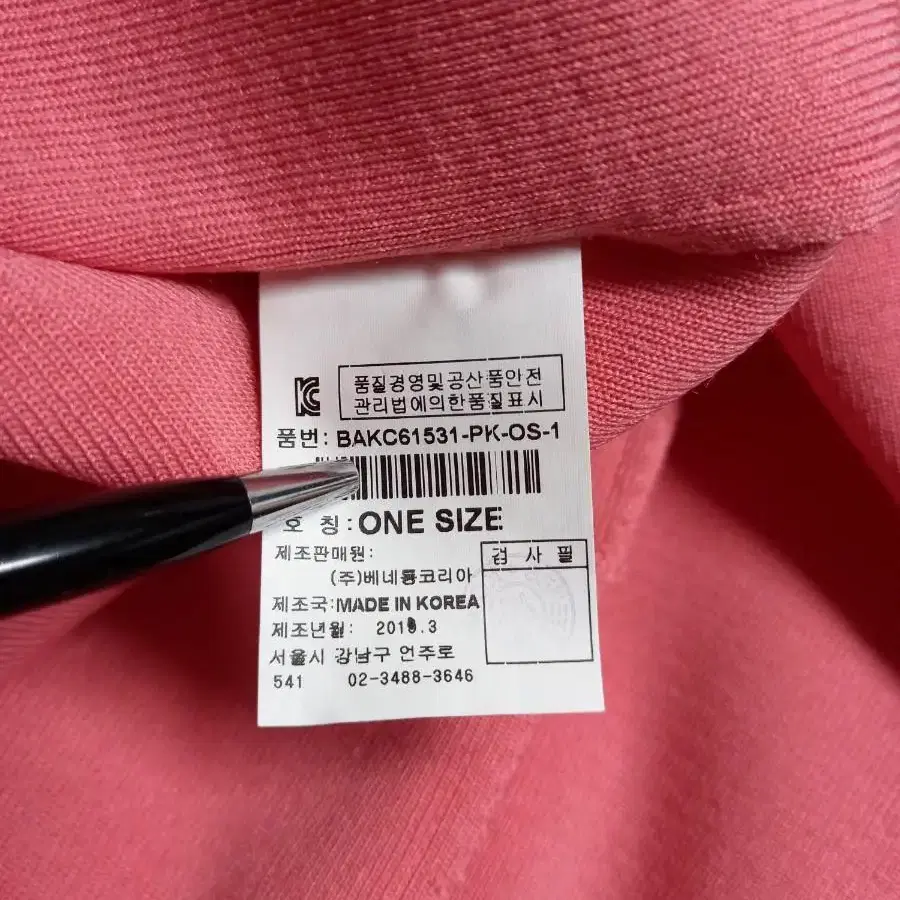 품질경영및공산품안전
관리법에의한품질표시
품번: BAKC61531-PK-OS-1
호 칭: ONE SIZE
제조판매원:
(주)베네통코리아
검 사 필
제조국: MADE IN KOREA
제조년월: 2019.3
서울시 강남구 언주로
541 02-3488-3646